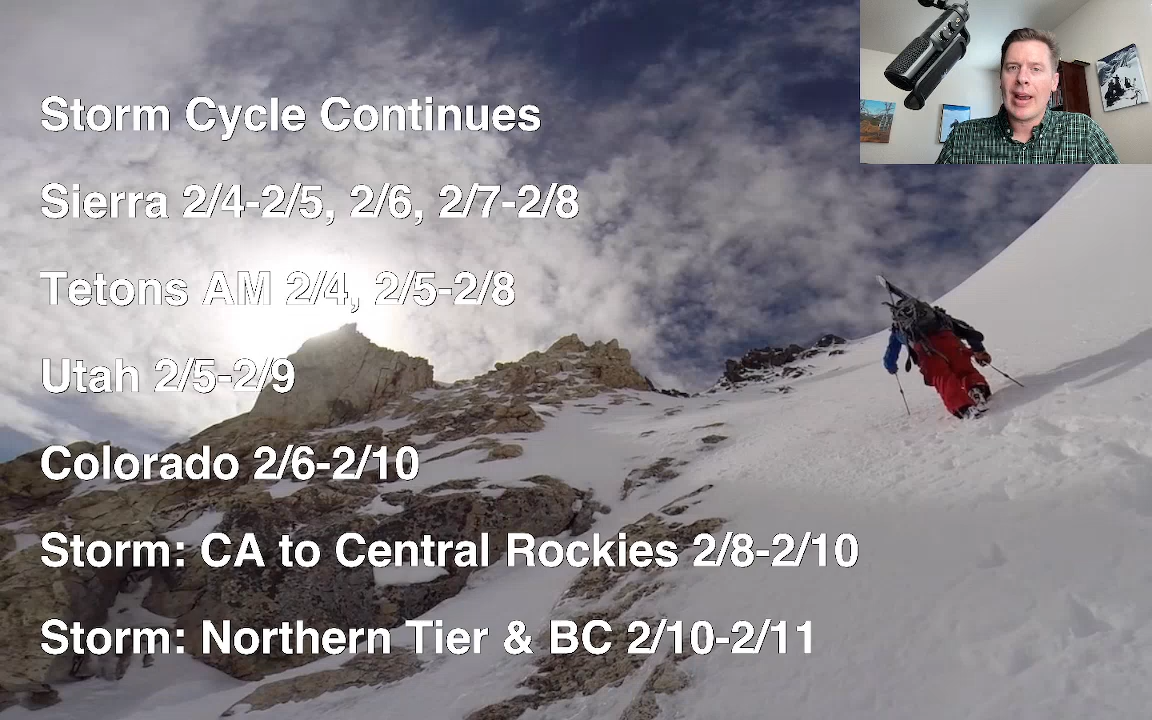 Storm Cycle Continues
Sierra 2/4-2/5, 2/6, 2/7-2/8
Tetons AM 2/4, 2/5-2/8
Utah 2/5-2/9
Colorado 2/6-2/10
Storm: CA to Central Rockies 2/8-2/10
Storm: Northern Tier & BC 2/10-2/11